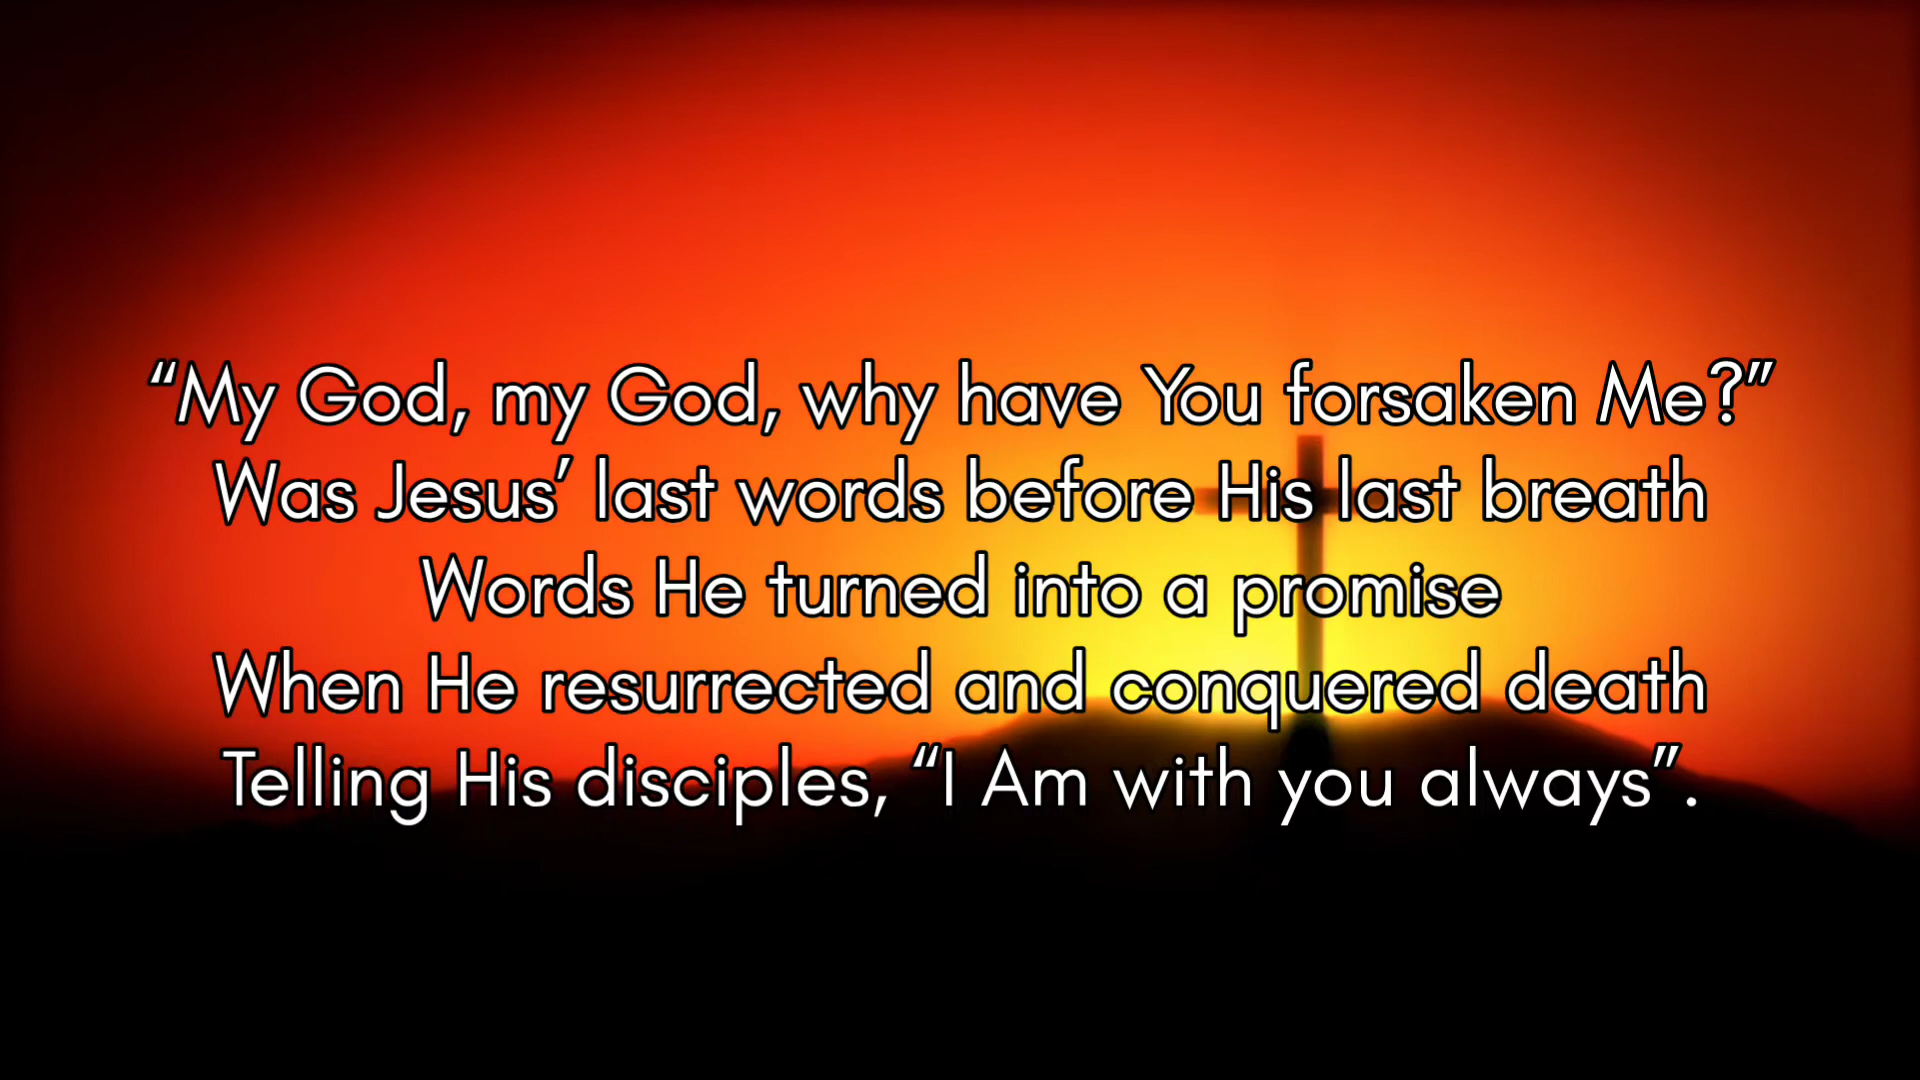 “My God, my God, why have You forsaken Me?”
Was Jesus’ last words before His last breath
Words He turned into a promise
When He resurrected and conquered death
Telling His disciples, “I Am with you always”.